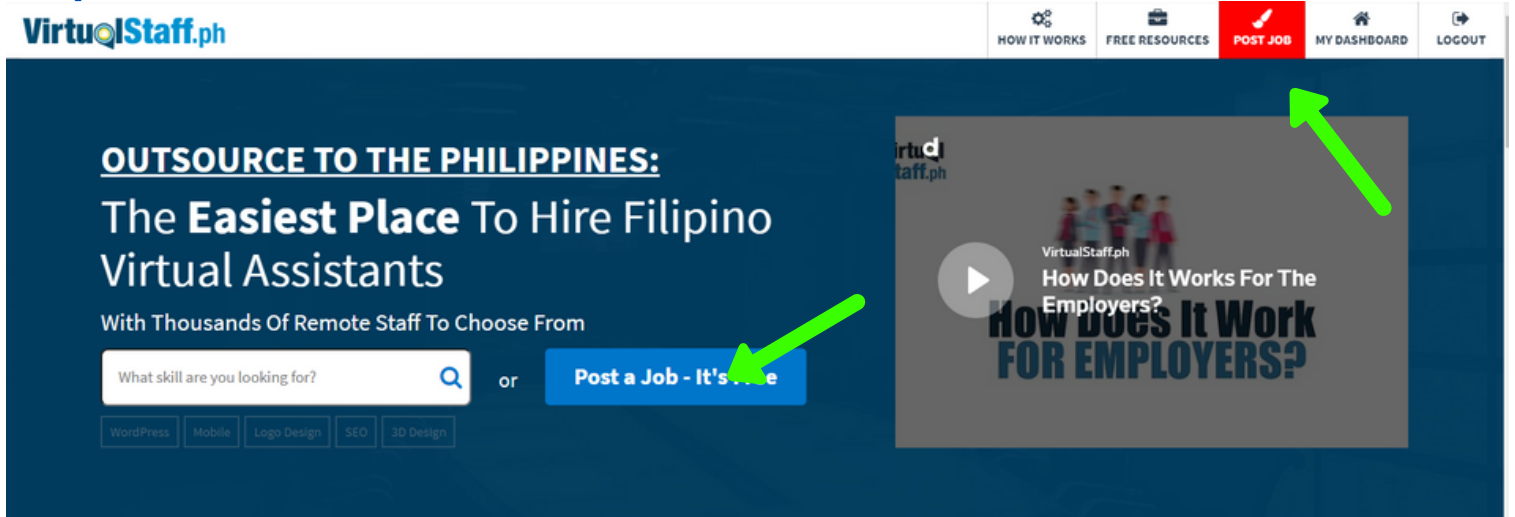 VirtualStaff.ph
HOW IT WORKS
FREE RESOURCES
POST JOB
MY DASHBOARD
LOGOUT
OUTSOURCE TO THE PHILIPPINES:
The Easiest Place To Hire Filipino
Virtual Assistants
With Thousands Of Remote Staff To Choose From
What skill are you looking for?
or
Post a Job - It's
WordPress
Mobile
Logo Design
SEO
3D Design
VirtualStaff.ph
How Does It Works For The
Employers?
HOW DOES It Work
FOR EMPLOYERS?